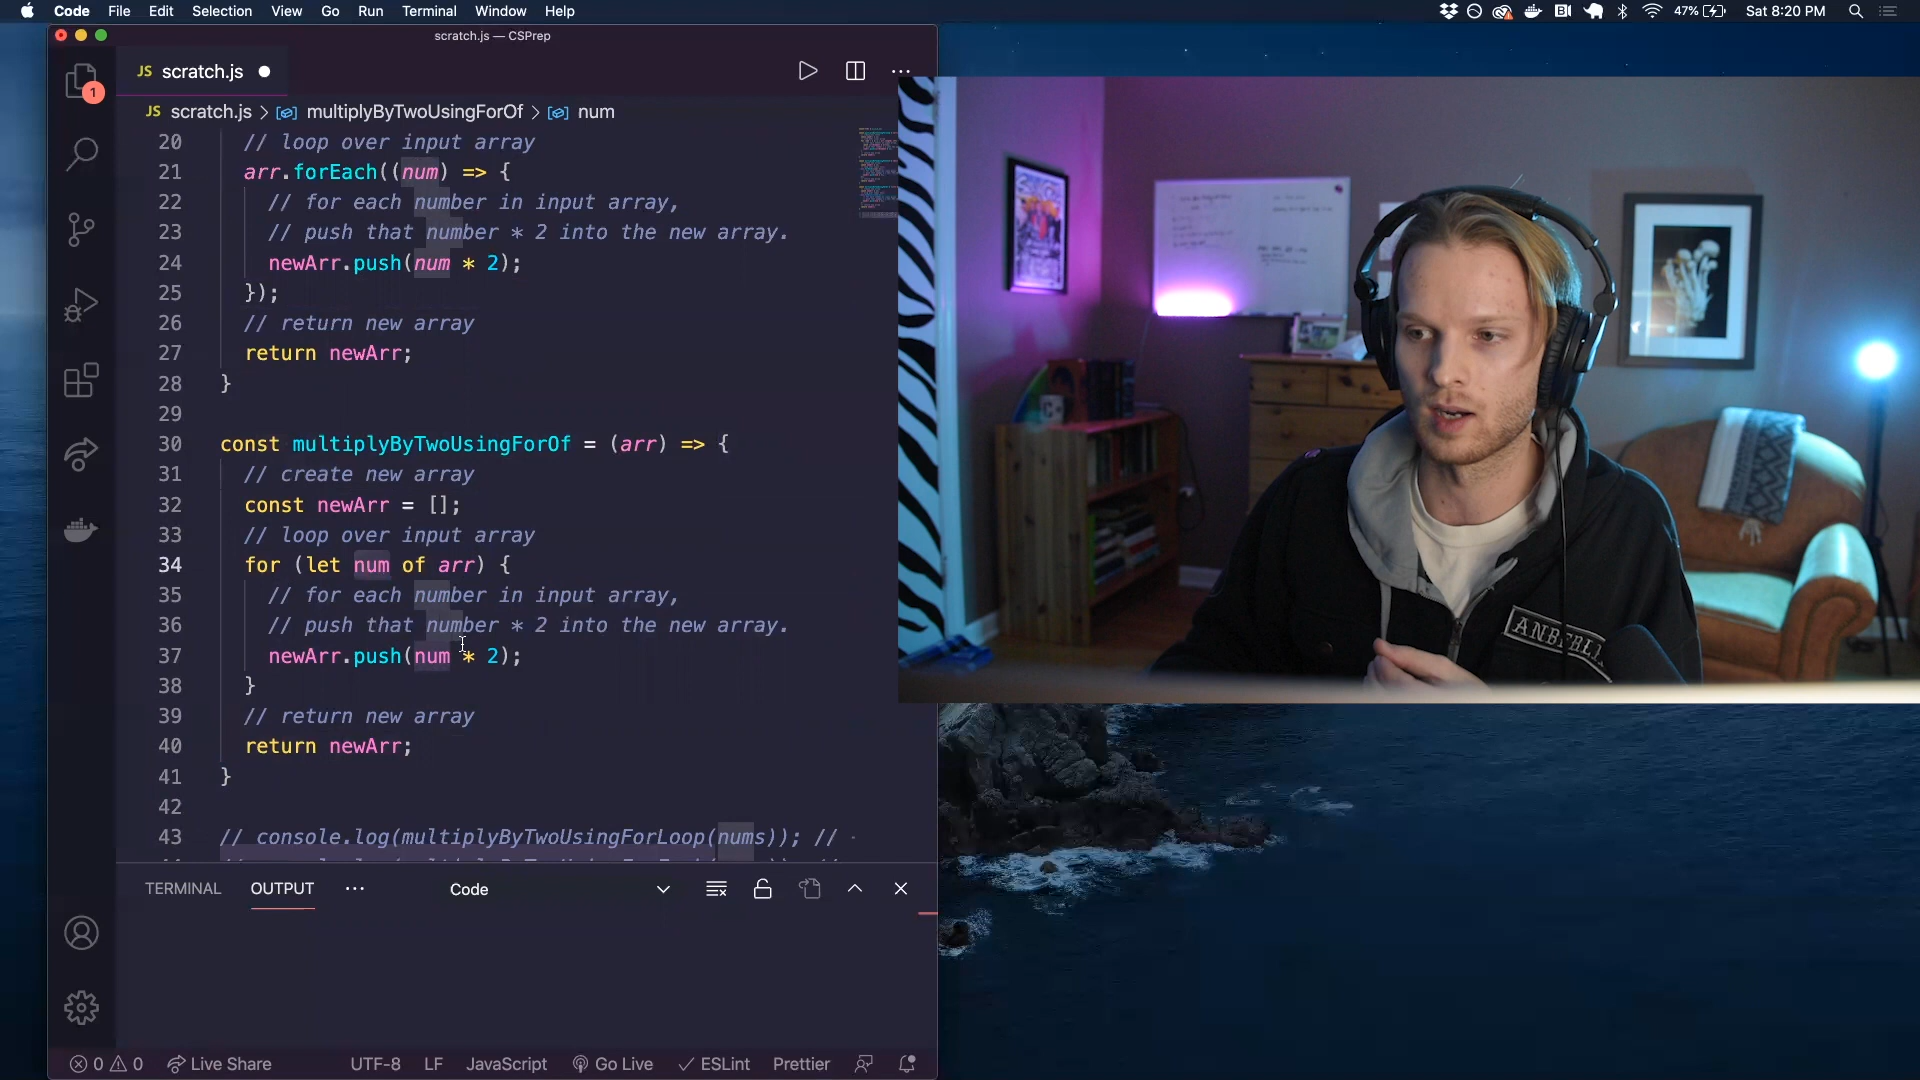 Code File Edit Selection View Go Run Terminal Window Help 47% Sat 8:20 PM
scratch.js — CSPrep
JS scratch.js
JS scratch.js > multiplyByTwoUsingForOf > num
1
20 // loop over input array
21 arr.forEach((num) => {
22 // for each number in input array,
23 // push that number * 2 into the new array.
24 newArr.push(num * 2);
25 });
26 // return new array
27 return newArr;
28 }
29
30 const multiplyByTwoUsingForOf = (arr) => {
31 // create new array
32 const newArr = [];
33 // loop over input array
34 for (let num of arr) {
35 // for each number in input array,
36 // push that number * 2 into the new array.
37 newArr.push(num * 2);
38 }
39 // return new array
40 return newArr;
41 }
42
43 // console.log(multiplyByTwoUsingForLoop(nums)); //
TERMINAL OUTPUT ... Code
0 0 Live Share UTF-8 LF JavaScript Go Live ESLint Prettier